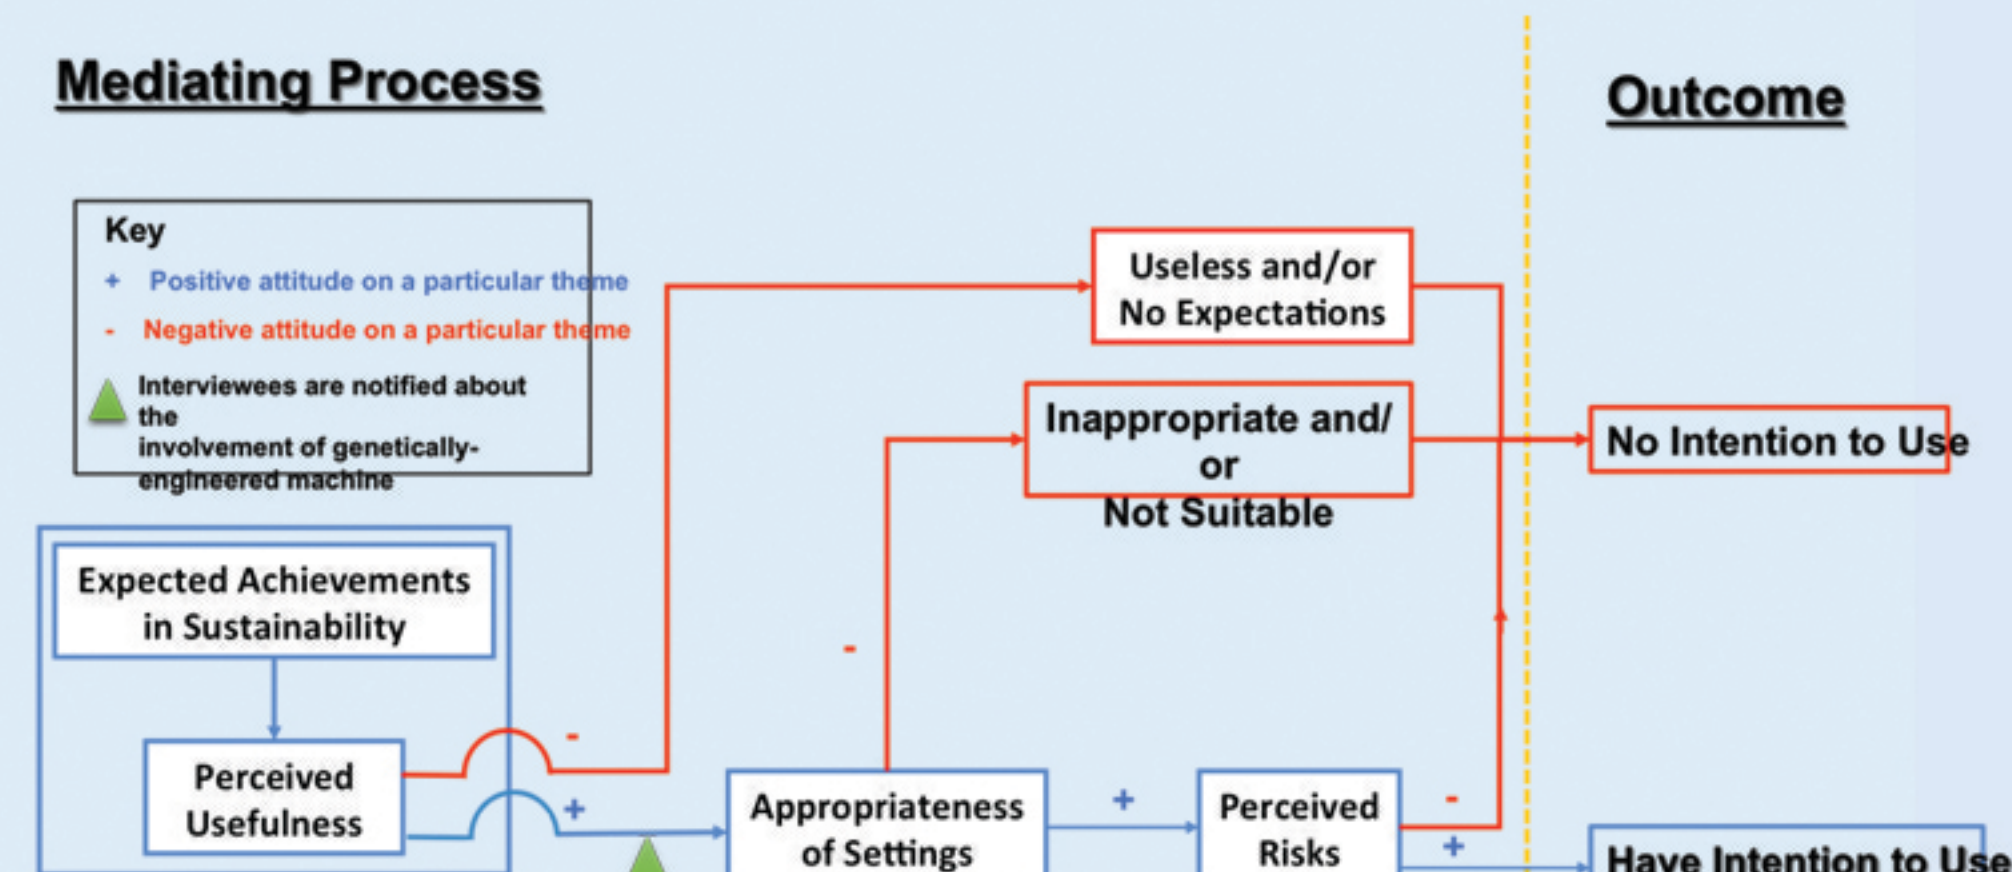 Mediating Process
Outcome
Key
+ Positive attitude on a particular theme
- Negative attitude on a particular theme
Interviewees are notified about
the
involvement of genetically-
engineered machine
Useless and/or
No Expectations
Inappropriate and/
or
Not Suitable
No Intention to Use
Expected Achievements
in Sustainability
-
-
Perceived
Usefulness
+
Appropriateness
of Settings
+
Perceived
Risks
-
+
Have Intention to Use